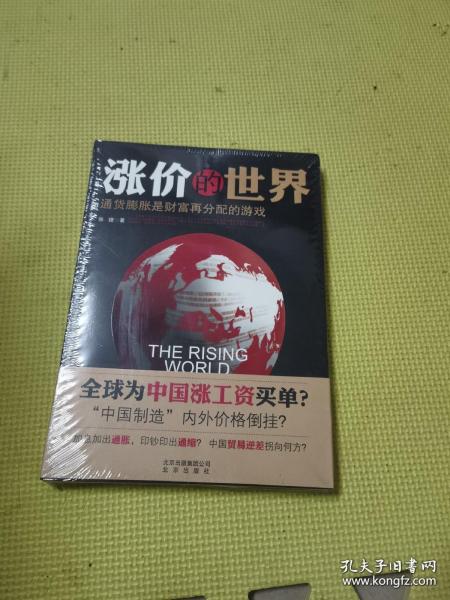 涨价的世界
通货膨胀是财富再分配的游戏
著
THE RISING
WORLD
全球为中国涨工资买单?
“中国制造”内外价格倒挂?
加息加出通胀,印钞印出通缩?中国贸易逆差拐向何方?
北京出版集团公司
北京出版社
孔夫子旧书网
www.kongfz.com